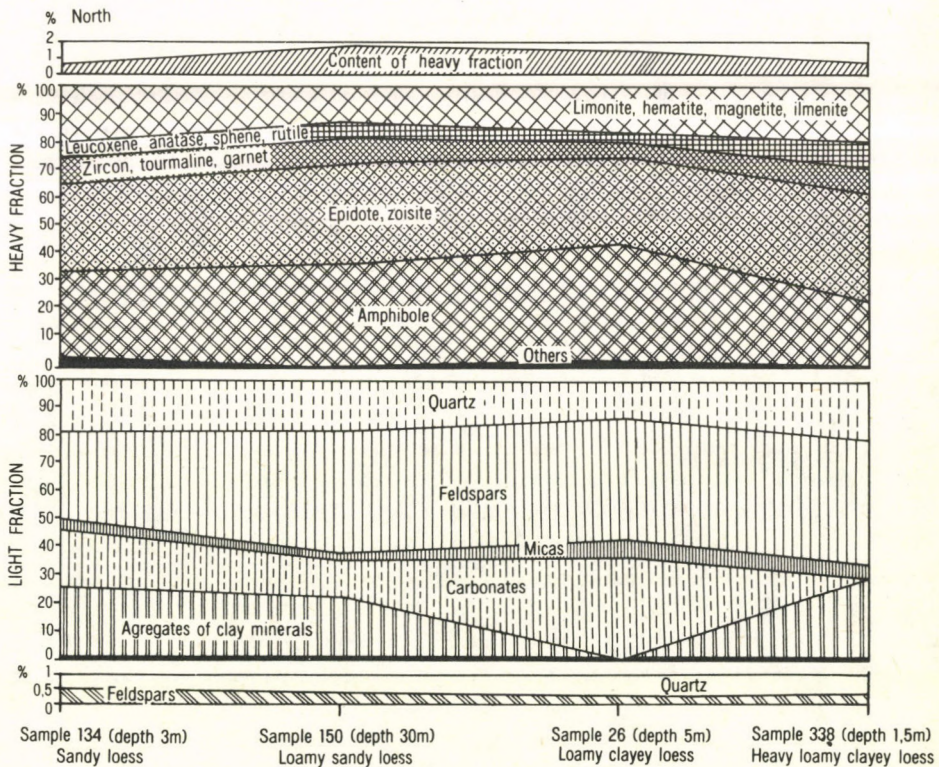 % North
2
1
0
Content of heavy fraction
%
100
90
80
70
60
50
40
30
20
10
0
HEAVY FRACTION
Limonite, hematite, magnetite, ilmenite
Leucoxene, anatase, sphene, rutile
Zircon, tourmaline, garnet
Epidote, zoisite
Amphibole
Others
%
100
90
80
70
60
50
40
30
20
10
0
LIGHT FRACTION
Quartz
Feldspars
Micas
Carbonates
Agregates of clay minerals
%
1
0,5
0
Feldspars
Quartz
Sample 134 (depth 3m)
Sandy loess
Sample 150 (depth 30m)
Loamy sandy loess
Sample 26 (depth 5m)
Loamy clayey loess
Sample 338 (depth 1,5m)
Heavy loamy clayey loess